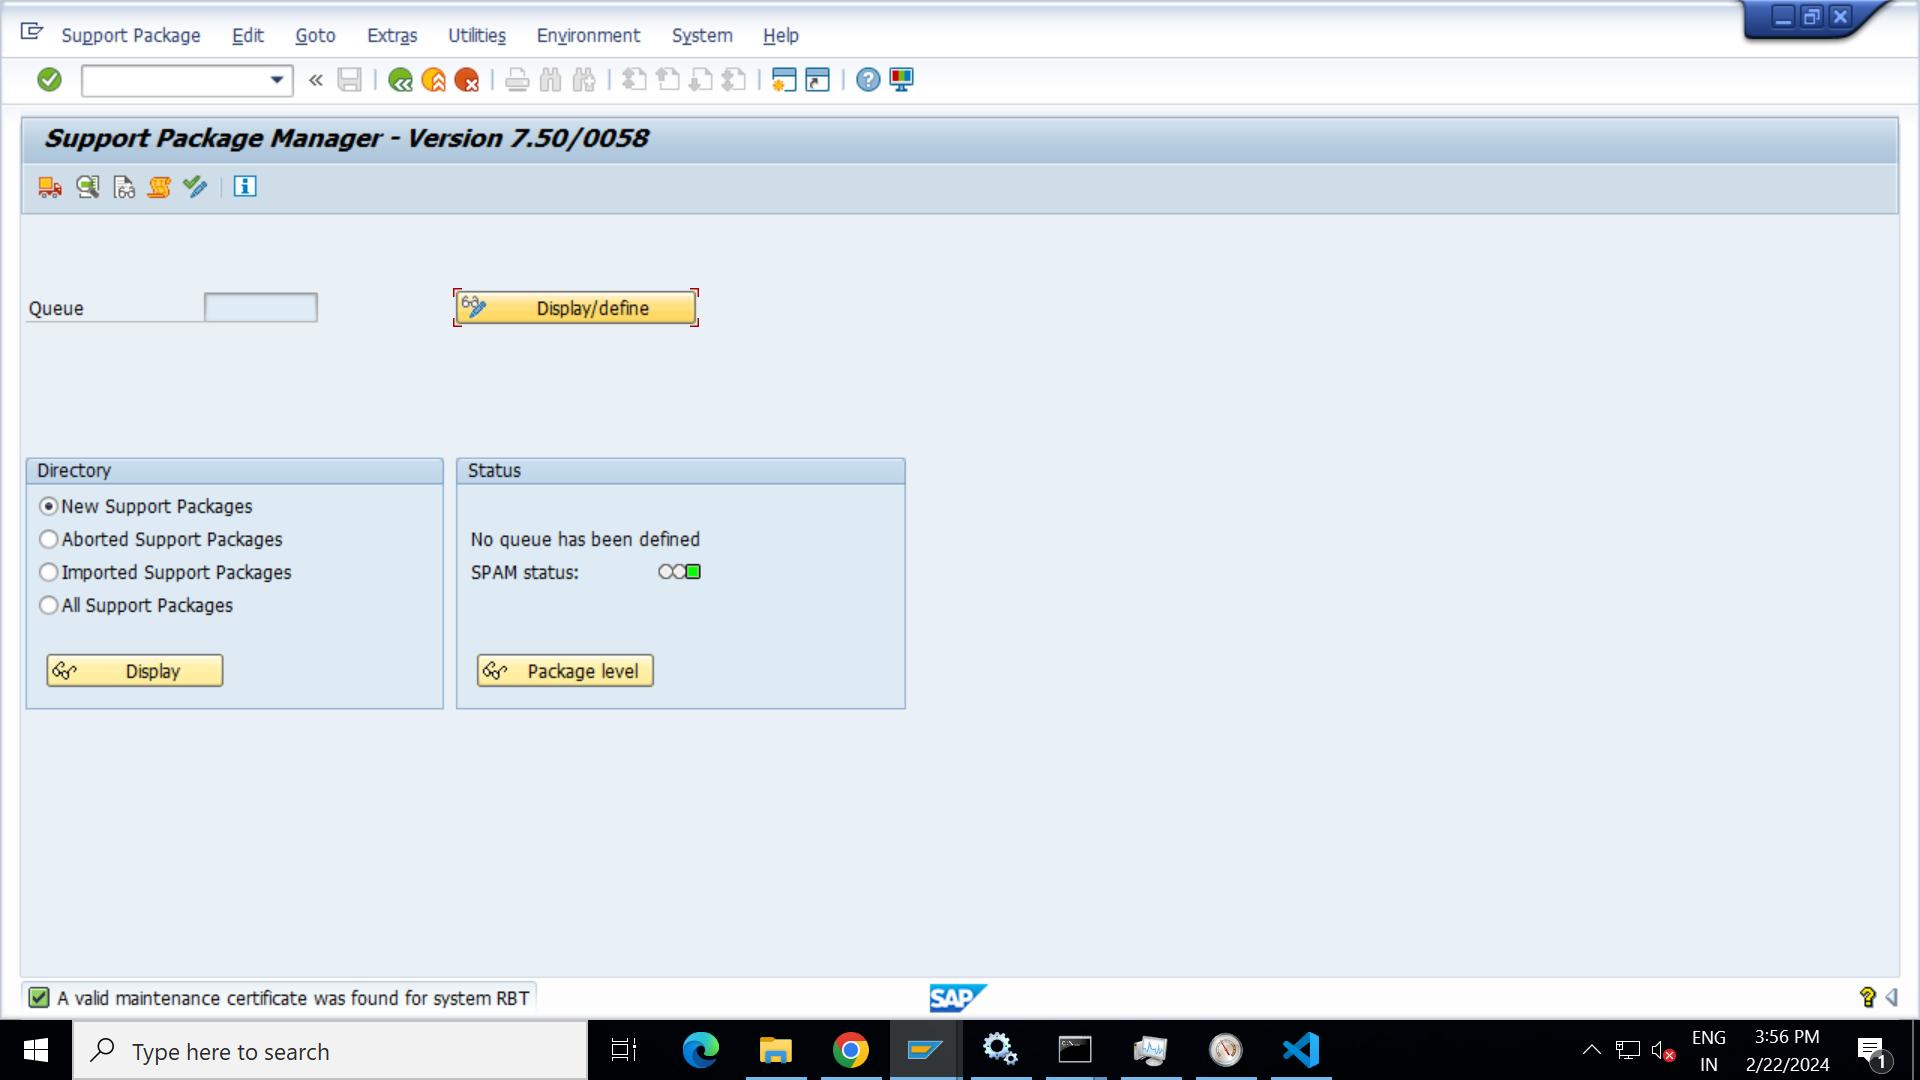 Support Package Edit Goto Extras Utilities Environment System Help
Support Package Manager - Version 7.50/0058
Queue
Display/define
Directory
New Support Packages
Aborted Support Packages
Imported Support Packages
All Support Packages
Display
Status
No queue has been defined
SPAM status:
Package level
A valid maintenance certificate was found for system RBT
SAP
Type here to search
ENG
IN
3:56 PM
2/22/2024
1